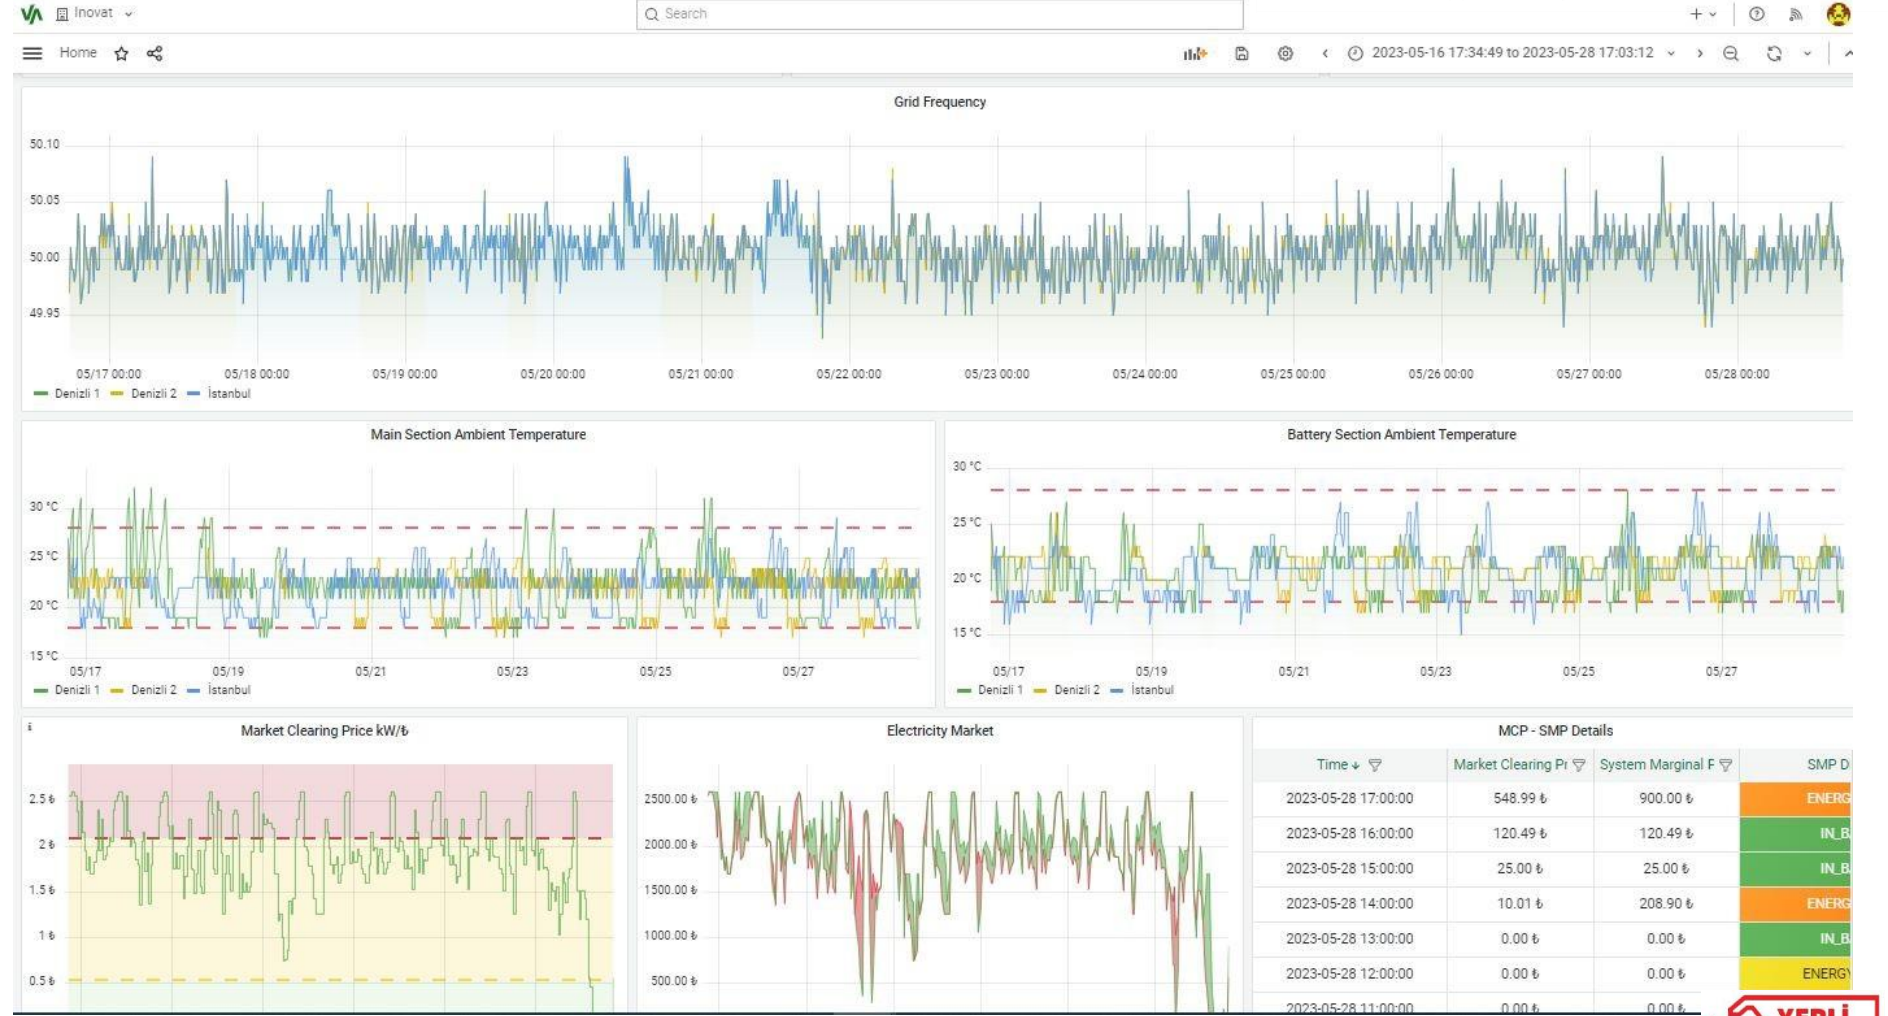 Inovat
Search
Home
2023-05-16 17:34:49 to 2023-05-28 17:03:12
Grid Frequency
50.10
50.05
50.00
49.95
05/17 00:00 05/18 00:00 05/19 00:00 05/20 00:00 05/21 00:00 05/22 00:00 05/23 00:00 05/24 00:00 05/25 00:00 05/26 00:00 05/27 00:00 05/28 00:00
Denizli 1 Denizli 2 İstanbul
Main Section Ambient Temperature
30 °C
25 °C
20 °C
15 °C
05/17 05/19 05/21 05/23 05/25 05/27
Denizli 1 Denizli 2 İstanbul
Battery Section Ambient Temperature
30 °C
25 °C
20 °C
15 °C
05/17 05/19 05/21 05/23 05/25 05/27
Denizli 1 Denizli 2 İstanbul
i
Market Clearing Price kW/₺
2.5 ₺
2 ₺
1.5 ₺
1 ₺
0.5 ₺
Electricity Market
2500.00 ₺
2000.00 ₺
1500.00 ₺
1000.00 ₺
500.00 ₺
MCP - SMP Details
Time Market Clearing Pr System Marginal F SMP D
2023-05-28 17:00:00 548.99 ₺ 900.00 ₺ ENERG
2023-05-28 16:00:00 120.49 ₺ 120.49 ₺ IN_B
2023-05-28 15:00:00 25.00 ₺ 25.00 ₺ IN_B
2023-05-28 14:00:00 10.01 ₺ 208.90 ₺ ENERG
2023-05-28 13:00:00 0.00 ₺ 0.00 ₺ IN_B
2023-05-28 12:00:00 0.00 ₺ 0.00 ₺ ENERGY
2023-05-28 11:00:00 0.00 ₺ 0.00 ₺
YERLİ